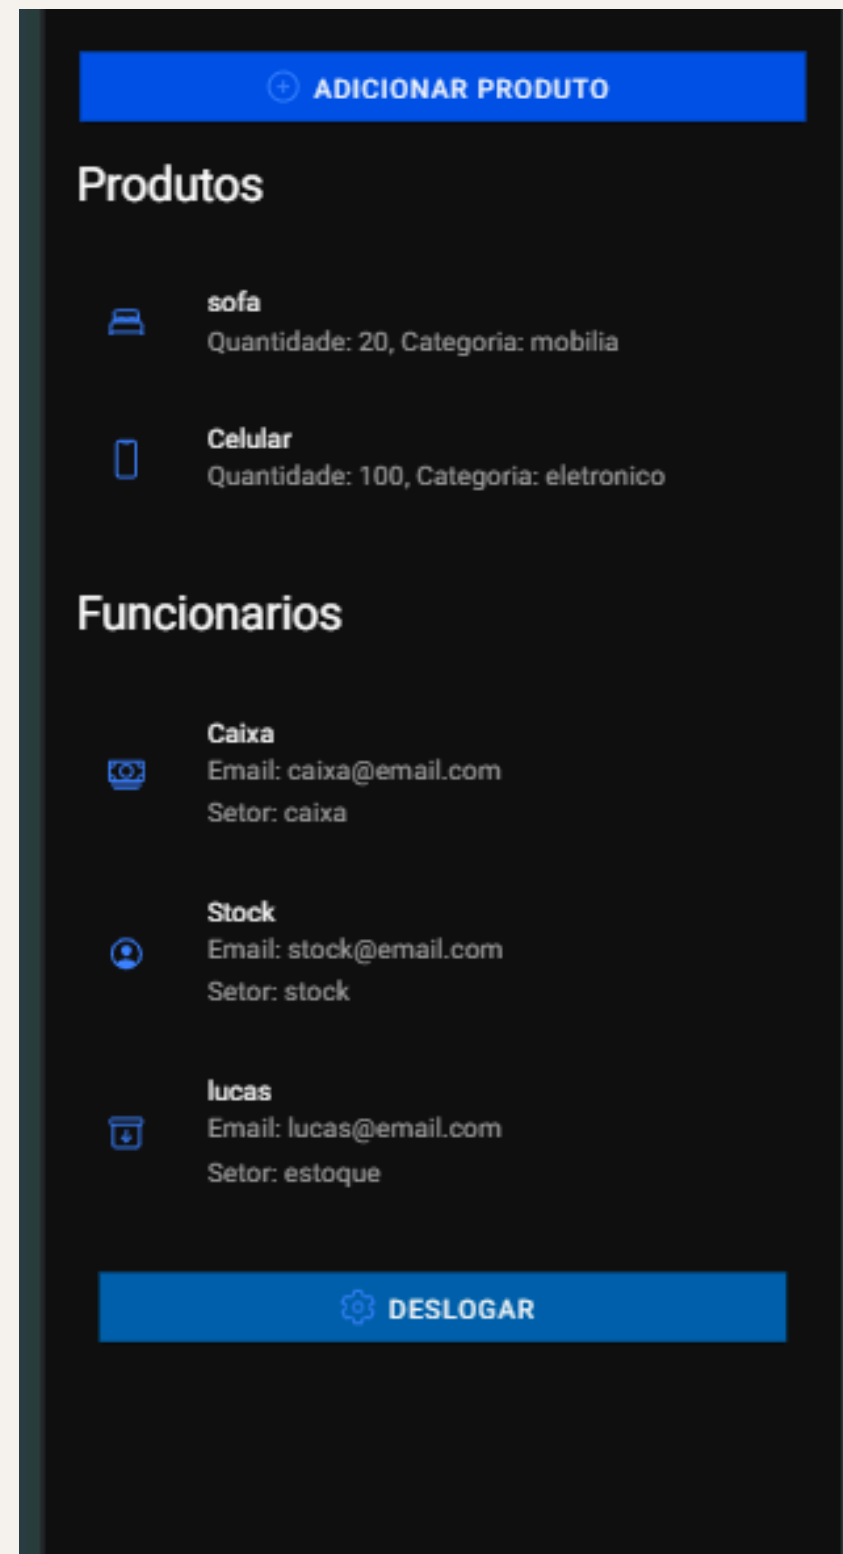 ADICIONAR PRODUTO
Produtos
sofa
Quantidade: 20, Categoria: mobilia
Celular
Quantidade: 100, Categoria: eletronico
Funcionarios
Caixa
Email: caixa@email.com
Setor: caixa
Stock
Email: stock@email.com
Setor: stock
lucas
Email: lucas@email.com
Setor: estoque
DESLOGAR